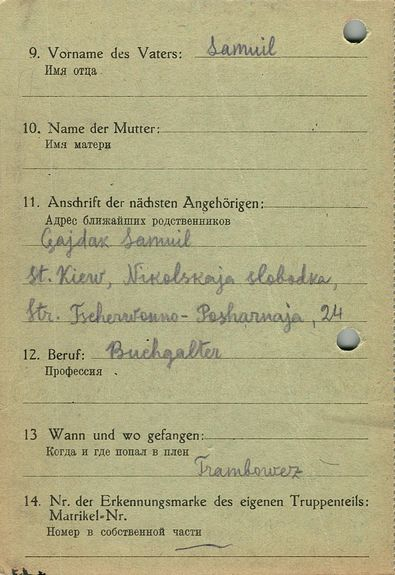 9. Vorname des Vaters: Samuil
Имя отца
10. Name der Mutter:
Имя матери
11. Anschrift der nächsten Angehörigen:
Адрес ближайших родственников
Gajdak Samuil
St. Kiew, Nikolskaja slobodka,
Str. Tscherwonno-Posharnaja, 24
12. Beruf: Buchgalter
Профессия
13 Wann und wo gefangen:
Когда и где попал в плен
Trambowez
14. Nr. der Erkennungsmarke des eigenen Truppenteils:
Matrikel-Nr.
Номер в собственной части